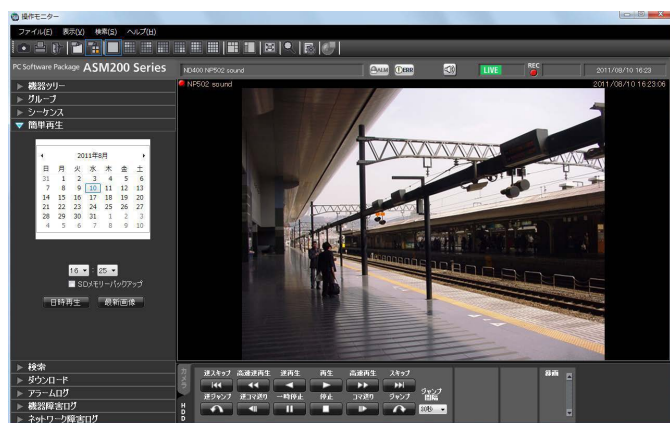 操作モニター
ファイル(F) 表示(V) 検索(S) ヘルプ(H)
PC Software Package ASM200 Series
ND400 NP502 sound
ALM
ERR
LIVE
REC
2011/08/10 16:23
NP502 sound
2011/08/10 16:23:06
機器ツリー
グループ
シーケンス
簡単再生
2011年8月
日 月 火 水 木 金 土
31 1 2 3 4 5 6
7 8 9 10 11 12 13
14 15 16 17 18 19 20
21 22 23 24 25 26 27
28 29 30 31 1 2 3
4 5 6 7 8 9 10
16 : 25
SDメモリーバックアップ
日時再生 最新画像
検索
ダウンロード
アラームログ
機器障害ログ
ネットワーク障害ログ
HDD
逆スキップ 高速逆再生 逆再生 再生 高速再生 スキップ
逆ジャンプ 逆コマ送り 一時停止 停止 コマ送り ジャンプ
ジャンプ間隔
30秒
録画